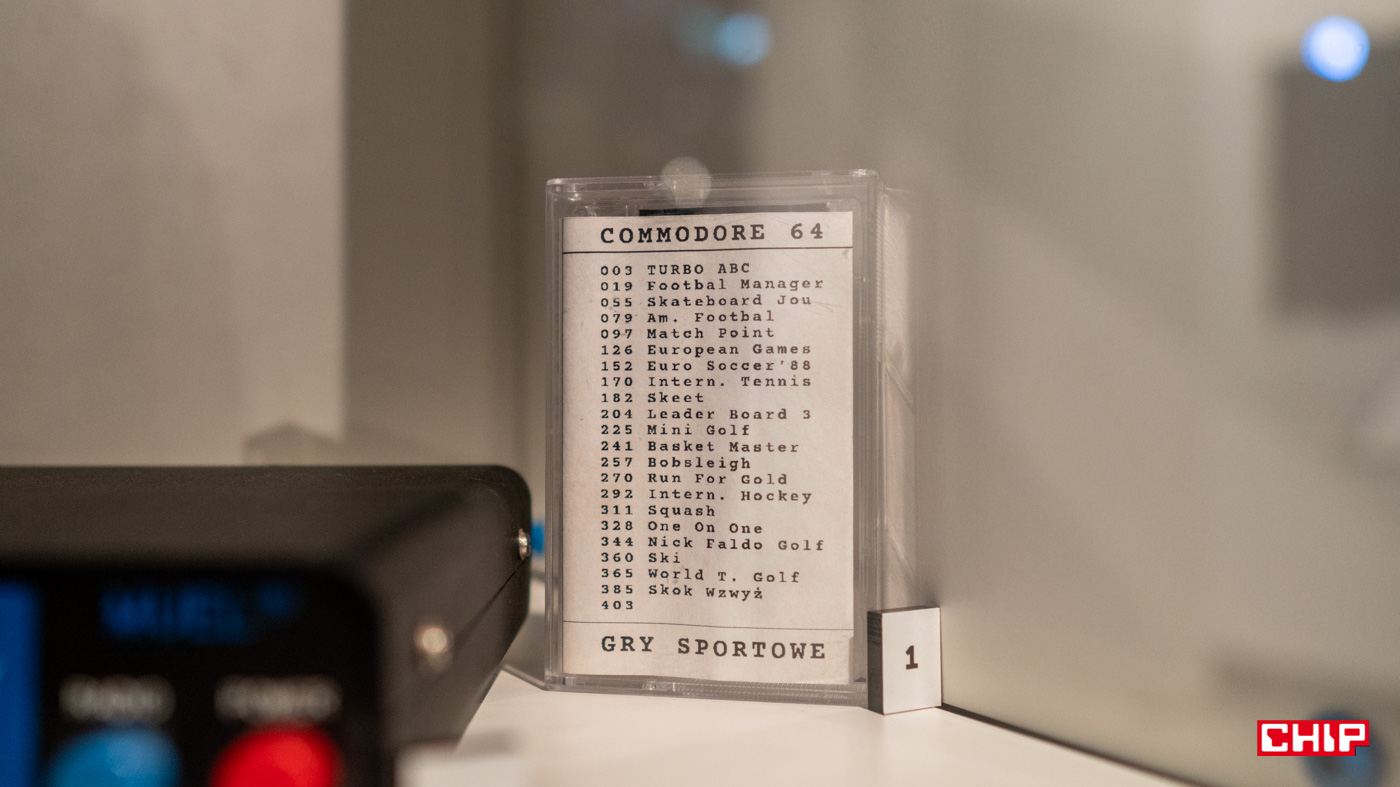 COMMODORE 64
003 TURBO ABC
019 Footbal Manager
055 Skateboard Jou
079 Am. Footbal
097 Match Point
126 European Games
152 Euro Soccer'88
170 Intern. Tennis
182 Skeet
204 Leader Board 3
225 Mini Golf
241 Basket Master
257 Bobsleigh
270 Run For Gold
292 Intern. Hockey
311 Squash
328 One On One
344 Nick Faldo Golf
360 Ski
365 World T. Golf
385 Skok Wzwyż
403
GRY SPORTOWE
1
CHIP